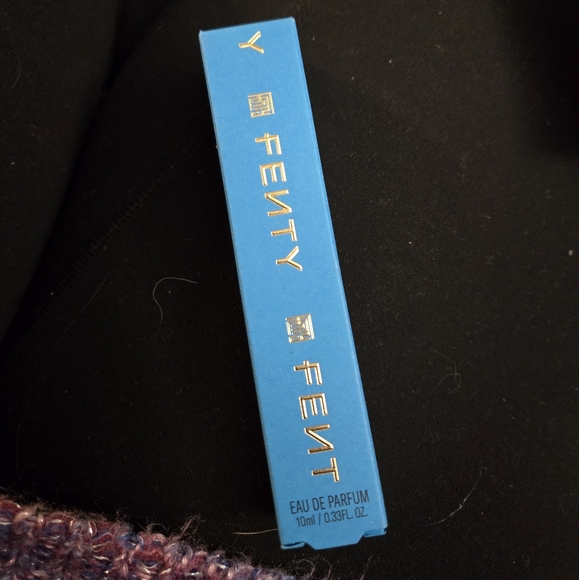 Y
FENTY
FENT
EAU DE PARFUM
10ml / 0.33FL. OZ.